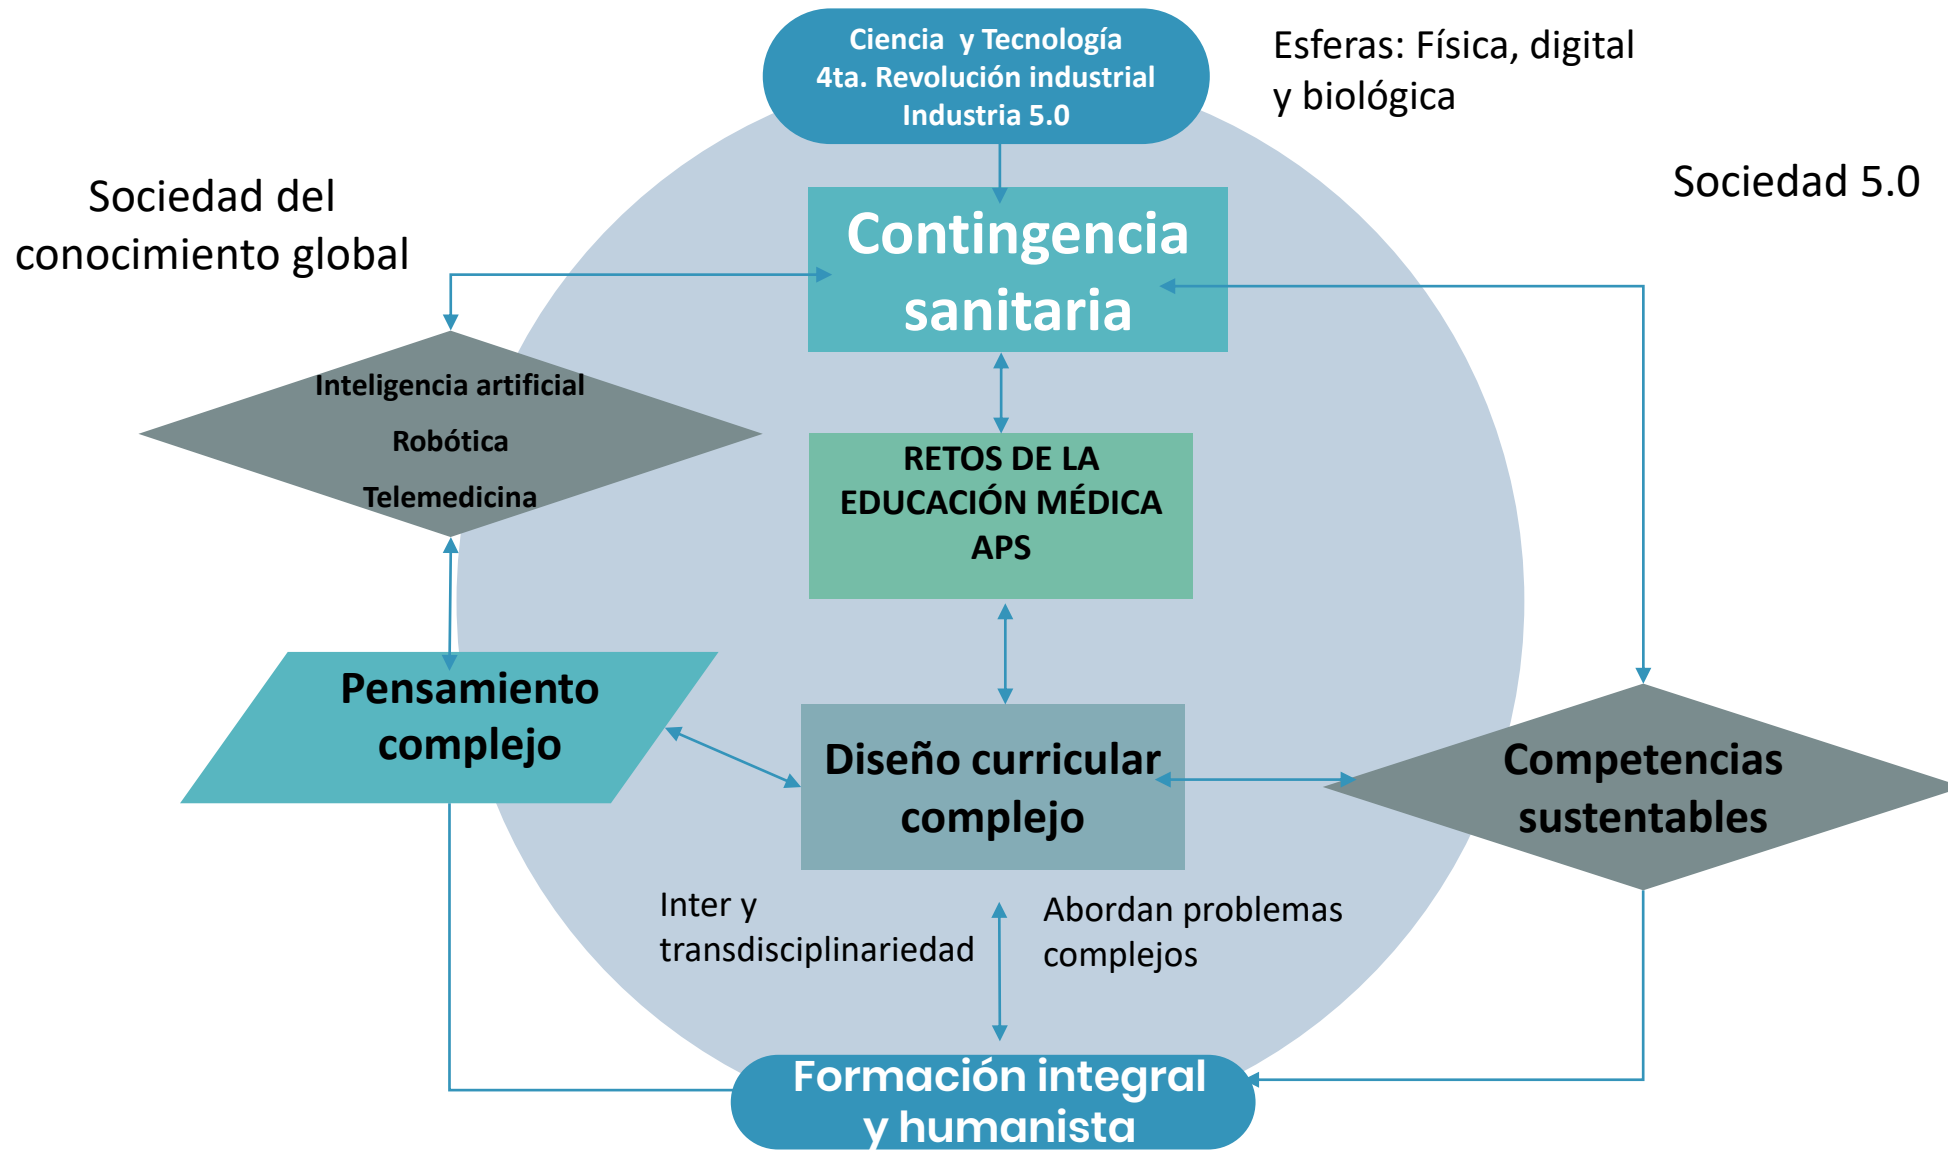 Ciencia y Tecnología
4ta. Revolución industrial
Industria 5.0
Esferas: Física, digital
y biológica
Sociedad del
conocimiento global
Sociedad 5.0
Contingencia
sanitaria
Inteligencia artificial
Robótica
Telemedicina
RETOS DE LA
EDUCACIÓN MÉDICA
APS
Pensamiento
complejo
Diseño curricular
complejo
Competencias
sustentables
Inter y
transdisciplinariedad
Abordan problemas
complejos
Formación integral
y humanista